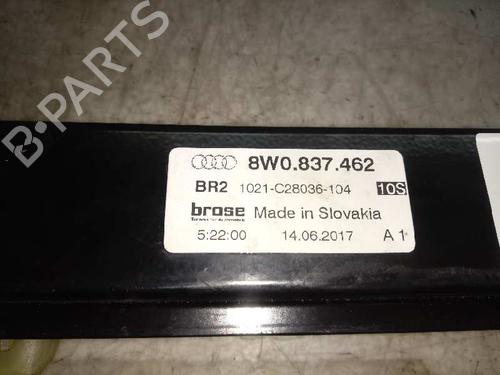 B-PARTS
8W0.837.462
BR2 1021-C28036-104 10S
brose Made in Slovakia
5:22:00 14.06.2017 A 1